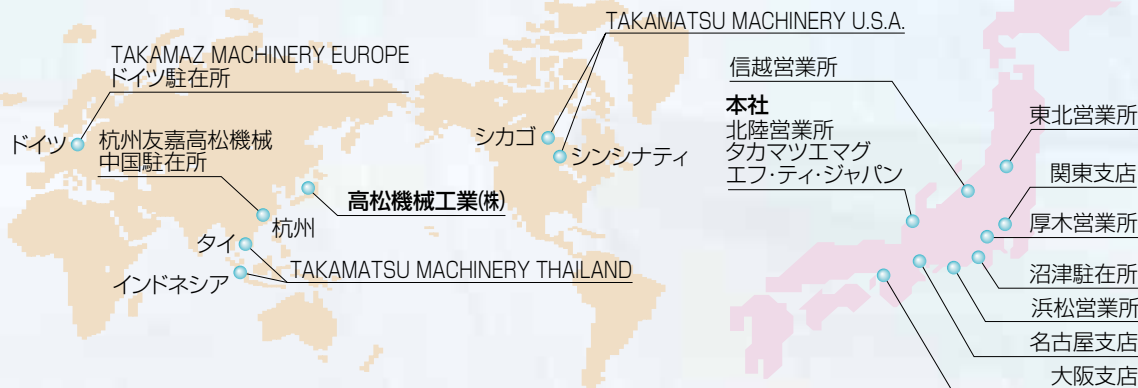 TAKAMAZ MACHINERY EUROPE
ドイツ駐在所
ドイツ
杭州友嘉高松機械
中国駐在所
高松機械工業(株)
杭州
タイ
インドネシア
TAKAMATSU MACHINERY THAILAND
TAKAMATSU MACHINERY U.S.A.
シカゴ
シンシナティ
信越営業所
本社
北陸営業所
タカマツエマグ
エフ・ティ・ジャパン
東北営業所
関東支店
厚木営業所
沼津駐在所
浜松営業所
名古屋支店
大阪支店